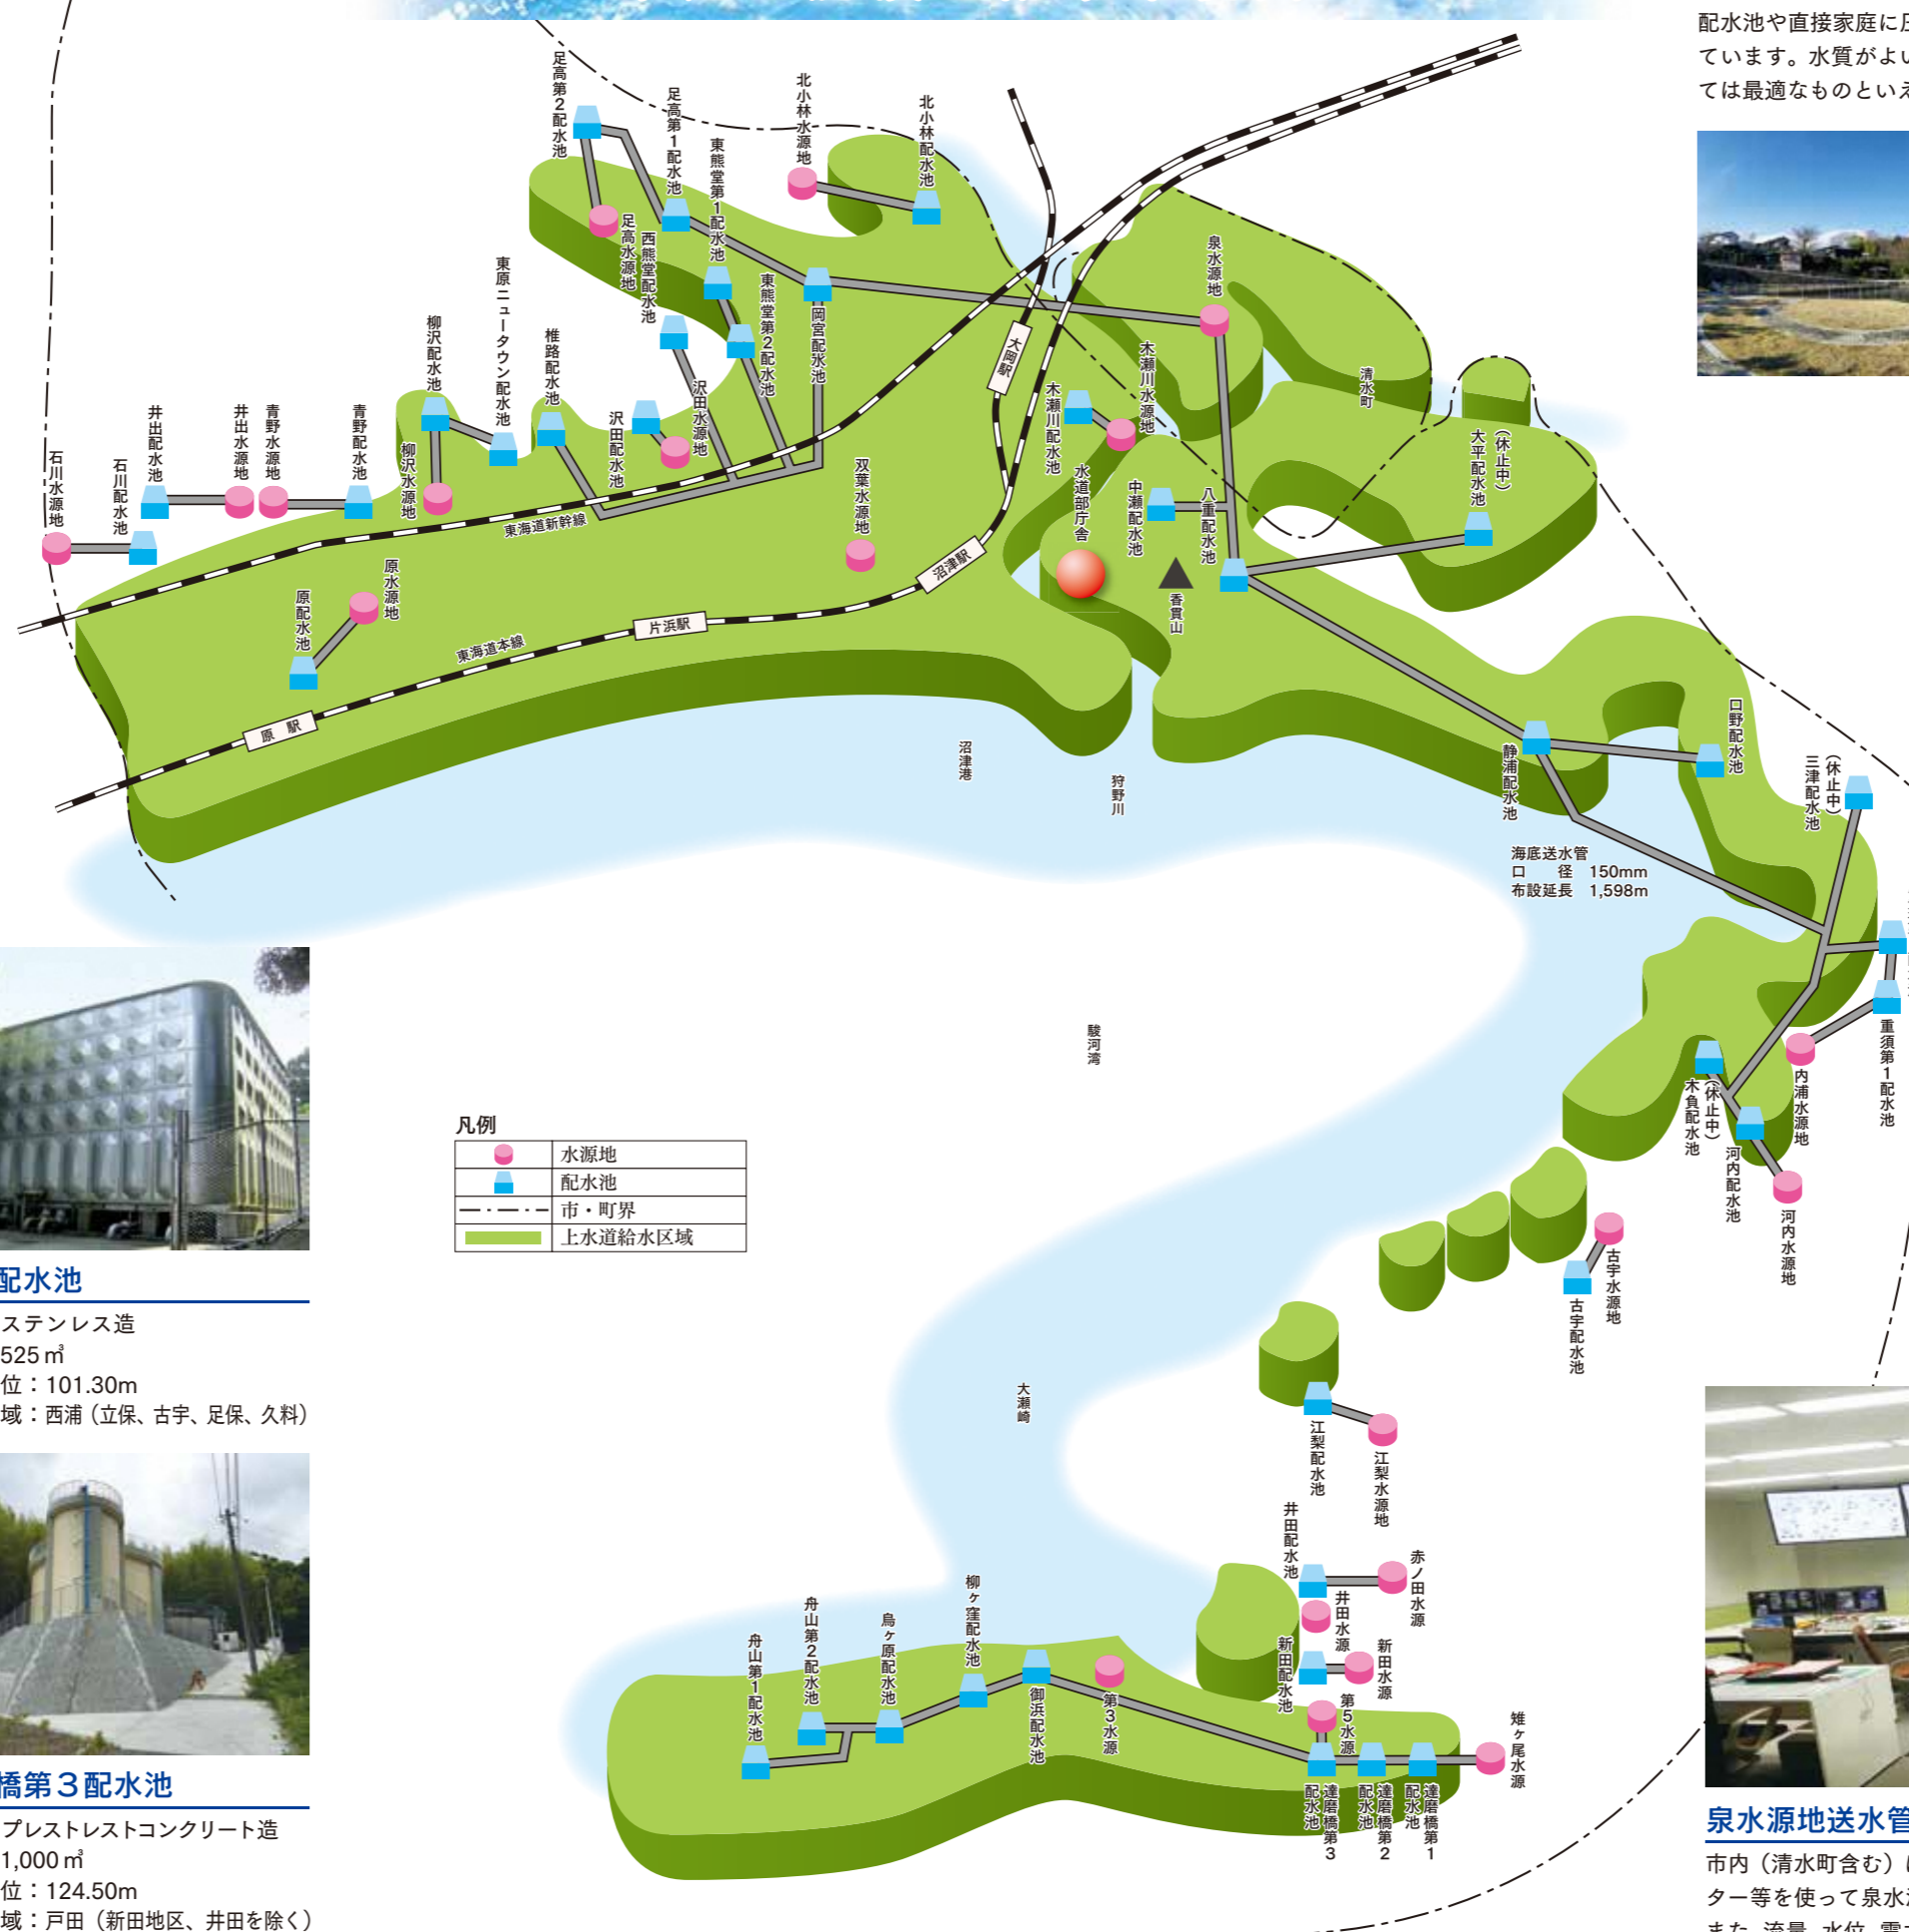 配水池や直接家庭に
ています。水質がよい
ては最適なものといえ
足高第2配水池
足高第1配水池
北小林水源地
北小林配水池
東熊堂第1配水池
足高水源地
西熊堂配水池
東熊堂第2配水池
岡宮配水池
泉水源地
東原ニュータウン配水池
柳沢配水池
椎路配水池
沢田配水池
沢田水源地
大岡駅
木瀬川配水池
木瀬川水源地
清水町
大平配水池
(休止中)
石川水源地
石川配水池
井出配水池
井出水源地
青野水源地
青野配水池
柳沢水源地
東海道新幹線
双葉水源地
水道部庁舎
中瀬配水池
八重配水池
香貫山
沼津駅
原水源地
原配水池
片浜駅
東海道本線
原 駅
沼津港
狩野川
静浦配水池
口野配水池
三津配水池
(休止中)
海底送水管
口 径 150mm
布設延長 1,598m
駿河湾
重須第1配水池
内浦水源地
木負配水池
(休止中)
河内配水池
河内水源地
古宇水源地
古宇配水池
凡例
水源地
配水池
市・町界
上水道給水区域
配水池
ステンレス造
525㎥
位:101.30m
域:西浦(立保、古宇、足保、久料)
大瀬崎
江梨配水池
江梨水源地
井田配水池
赤ノ田水源
井田水源
新田配水池
新田水源
第5水源
雄ヶ尾水源
舟山第1配水池
舟山第2配水池
烏ヶ原配水池
柳ヶ窪配水池
御浜配水池
第3水源
達磨橋第3
配水池
達磨橋第2
配水池
達磨橋第1
配水池
橋第3配水池
プレストレストコンクリート造
1,000㎥
位:124.50m
域:戸田(新田地区、井田を除く)
泉水源地送水管
市内(清水町含む)
ター等を使って泉水
また、流量、水位、